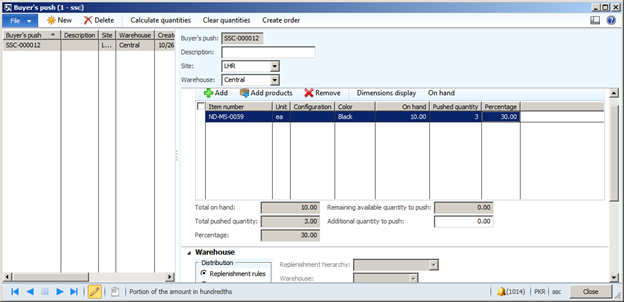 Buyer's push (1 - ssc)
File New Delete Calculate quantities Clear quantities Create order
Buyer's push Description Site Warehouse Create
SSC-000012 L... Central 10/26
Buyer's push: SSC-000012
Description:
Site: LHR
Warehouse: Central
Add Add products Remove Dimensions display On hand
Item number Unit Configuration Color On hand Pushed quantity Percentage
ND-MS-0059 ea Black 10.00 3 30.00
Total on hand: 10.00 Remaining available quantity to push: 0.00
Total pushed quantity: 3.00 Additional quantity to push: 0.00
Percentage: 30.00
Warehouse
Distribution Replenishment hierarchy:
Replenishment rules Warehouse:
Portion of the amount in hundredths (1014) PKR ssc Close